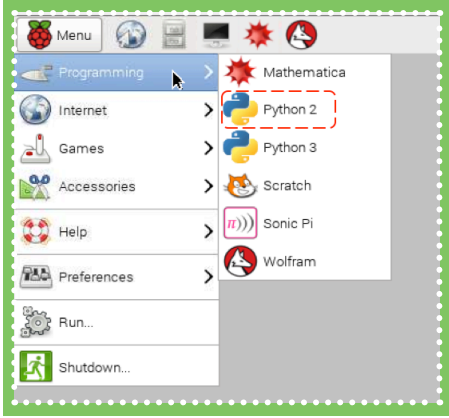 Menu
Programming
Internet
Games
Accessories
Help
Preferences
Run...
Shutdown...
Mathematica
Python 2
Python 3
Scratch
π)))
Sonic Pi
Wolfram